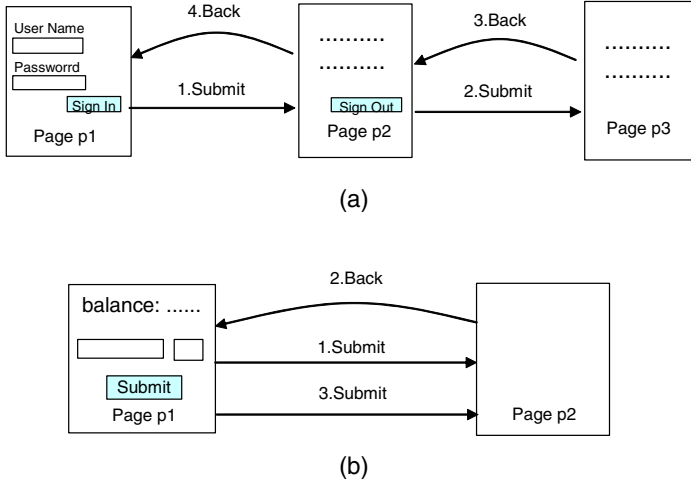 4.Back
User Name
..........
3.Back
..........
Passworrd
..........
..........
1.Submit
2.Submit
Sign In
Sign Out
Page p1
Page p2
Page p3
(a)
2.Back
balance: ......
1.Submit
Submit
3.Submit
Page p1
Page p2
(b)